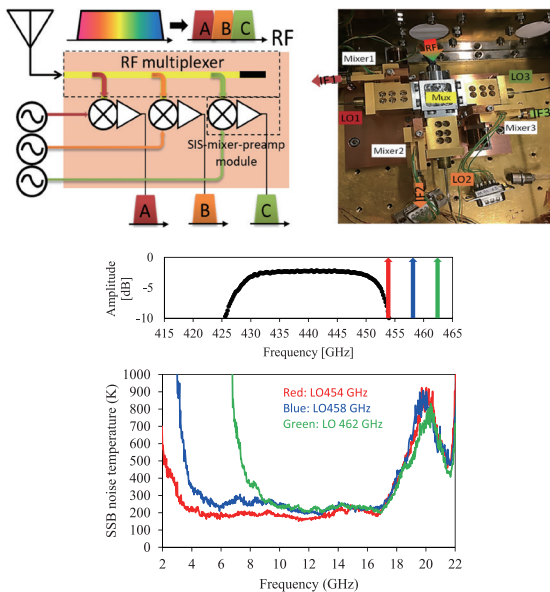 A B C
RF
RF multiplexer
SIS-mixer-preamp
module
A
B
C
Mixer1
RF
IF1
LO3
LO1
Mux
IF3
Mixer3
Mixer2
LO2
IF2
Amplitude
[dB]
0
-5
-10
415 420 425 430 435 440 445 450 455 460 465
Frequency [GHz]
SSB noise temperature (K)
1000
900
800
700
600
500
400
300
200
100
0
Red: LO454 GHz
Blue: LO458 GHz
Green: LO 462 GHz
2 4 6 8 10 12 14 16 18 20 22
Frequency (GHz)